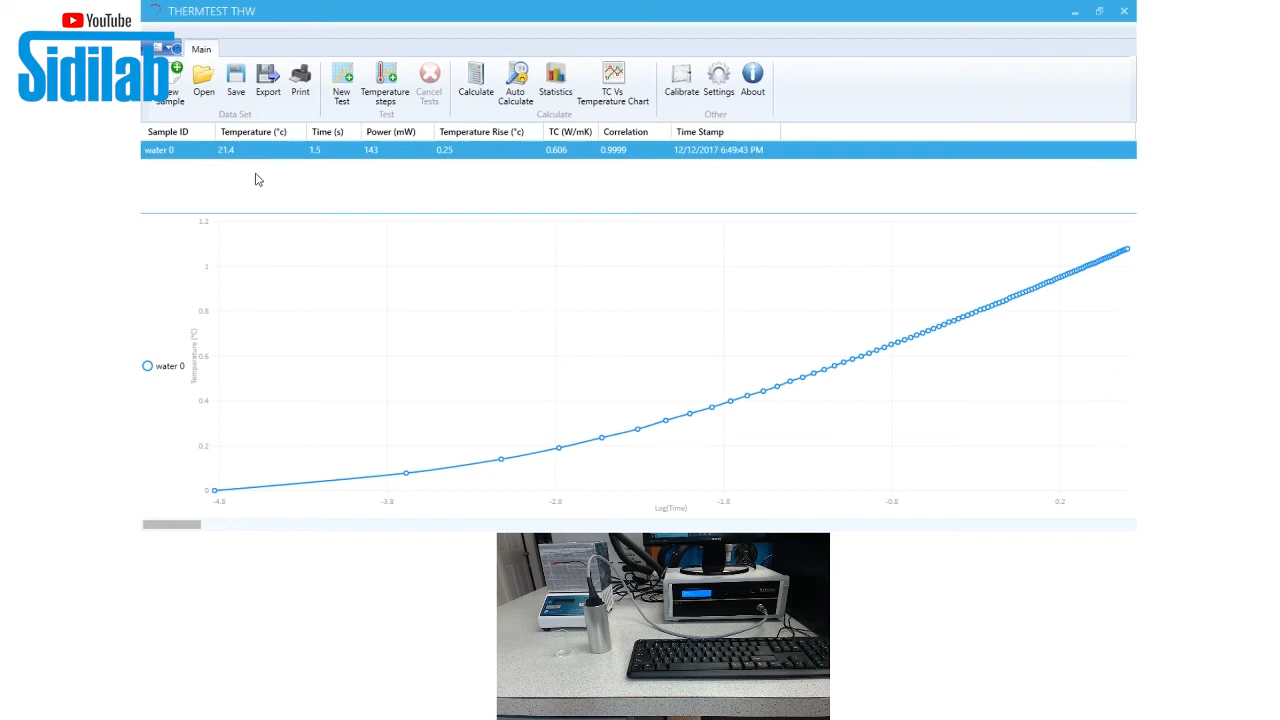 THERMTEST THW
YouTube
Sidilab
Main
Sample
Open
Save
Export
Print
New Test
Temperature steps
Cancel Tests
Calculate
Auto Calculate
Statistics
TC Vs Temperature Chart
Calibrate
Settings
About
Data Set
Test
Calculate
Other
Sample ID Temperature (°c) Time (s) Power (mW) Temperature Rise (°c) TC (W/mK) Correlation Time Stamp
water 0 21.4 1.5 143 0.25 0.606 0.9999 12/12/2017 6:49:43 PM
1.2
1
0.8
0.6
0.4
0.2
0
Temperature (°C)
water 0
-4.8 -3.8 -2.8 -1.8 -0.8 0.2
Log(Time)